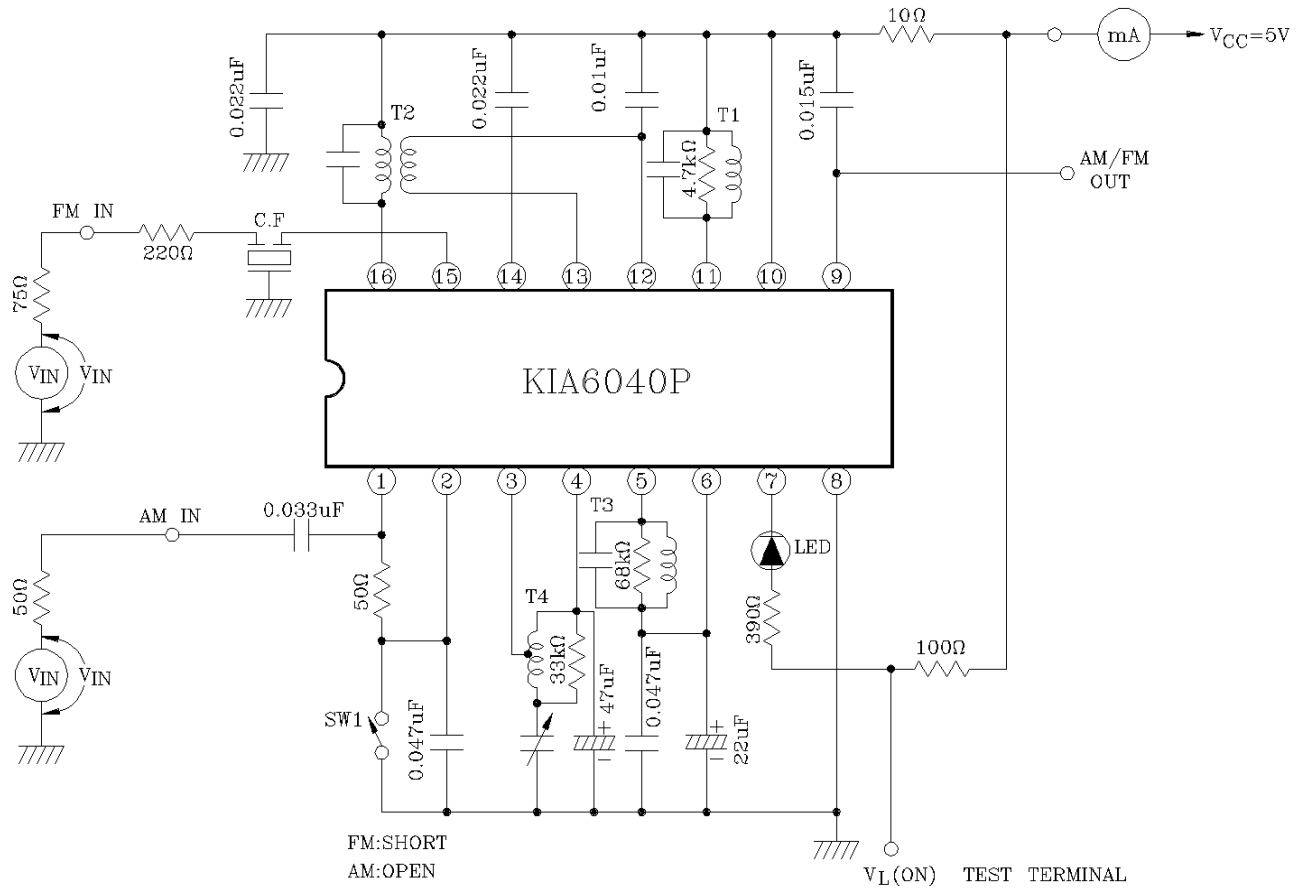 10Ω
mA
VCC=5V
0.022uF
T2
0.022uF
0.01uF
T1
4.7kΩ
0.015uF
AM/FM
OUT
FM IN
220Ω
C.F
75Ω
VIN
VIN
16
15
14
13
12
11
10
9
KIA6040P
1
2
3
4
5
6
7
8
AM IN
0.033uF
50Ω
VIN
VIN
50Ω
SW1
0.047uF
T4
33kΩ
47uF
+
-
T3
68kΩ
0.047uF
+
22uF
-
LED
390Ω
100Ω
FM:SHORT
AM:OPEN
VL(ON) TEST TERMINAL